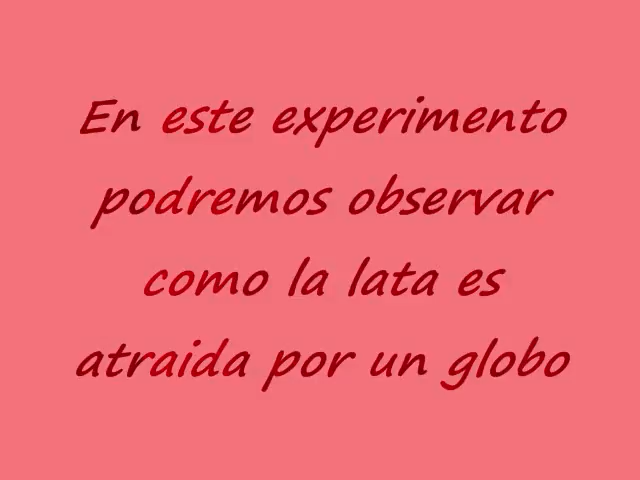 En este experimento
podremos observar
como la lata es
atraida por un globo